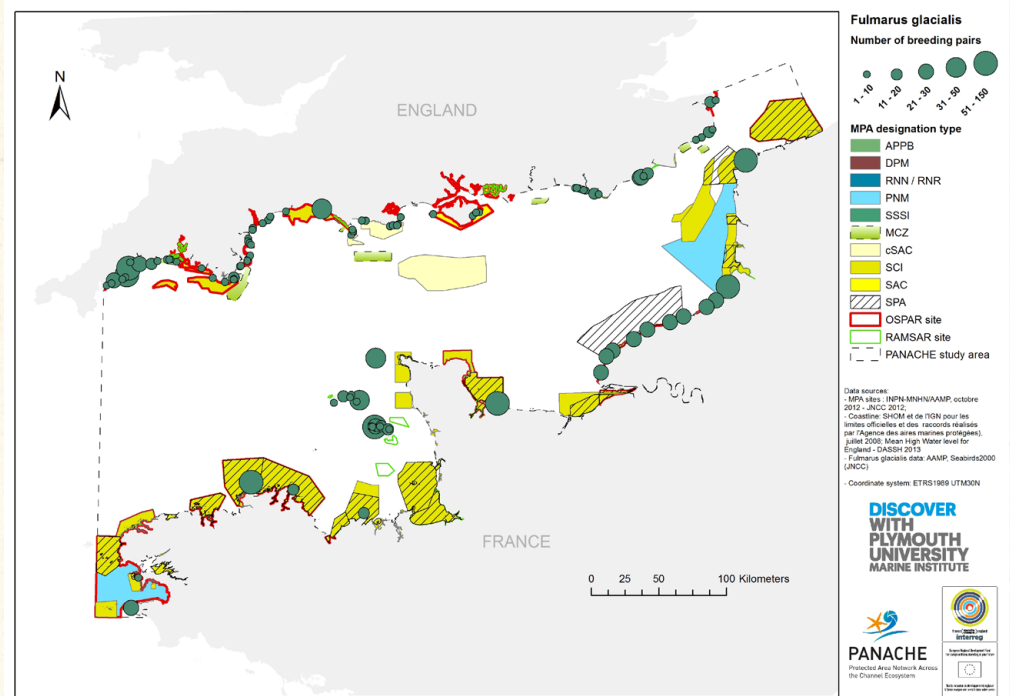 Fulmarus glacialis
Number of breeding pairs
1 - 10
11 - 20
21 - 30
31 - 50
51 - 150
MPA designation type
APPB
DPM
RNN / RNR
PNM
SSSI
MCZ
cSAC
SCI
SAC
SPA
OSPAR site
RAMSAR site
PANACHE study area
N
ENGLAND
FRANCE
0 25 50 100 Kilometers
Data sources:
- MPA sites : INPN-MNHN/AAMP, octobre
2012 - JNCC 2012;
- Coastline: SHOM et de l'IGN pour les
limites officielles et des raccords réalisés
par l'Agence des aires marines protégées),
juillet 2008; Mean High Water level for
England - DASSH 2013
- Fulmarus glacialis data: AAMP, Seabirds2000
(JNCC)
- Coordinate system: ETRS1989 UTM30N
DISCOVER
WITH
PLYMOUTH
UNIVERSITY
MARINE INSTITUTE
PANACHE
Protected Area Network Across
the Channel Ecosystem
interreg